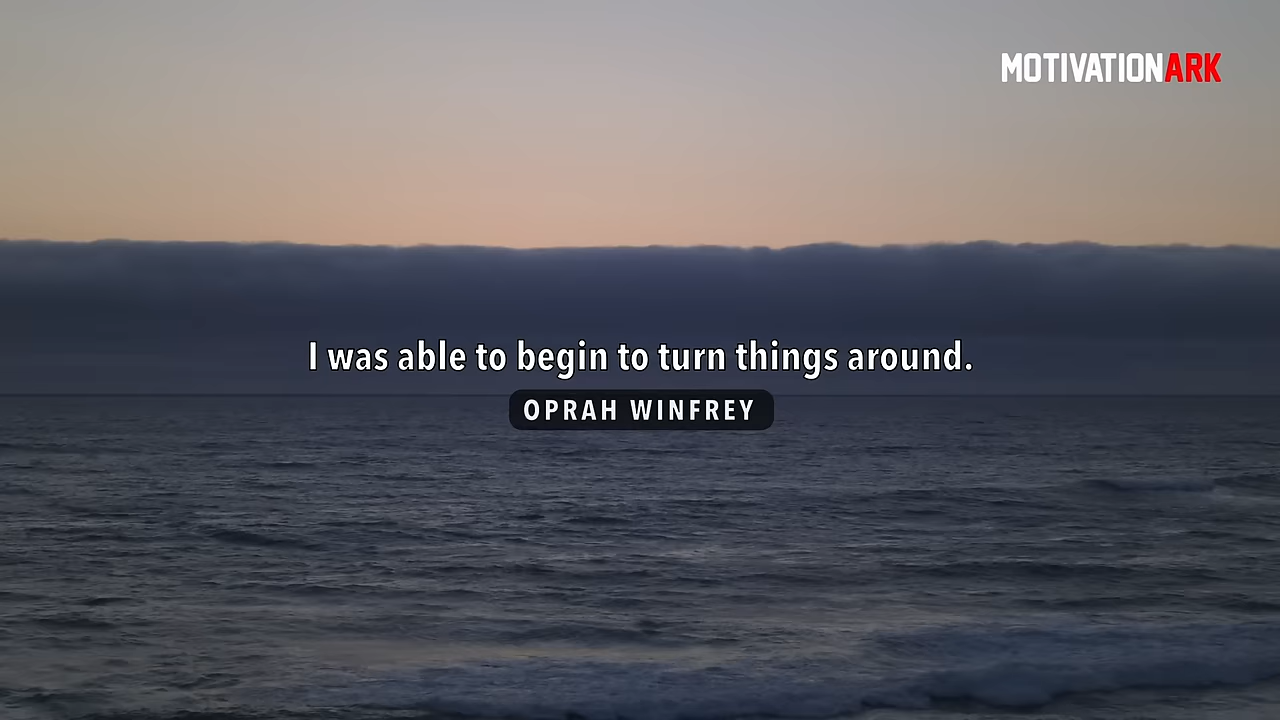 MOTIVATIONARK
I was able to begin to turn things around.
OPRAH WINFREY